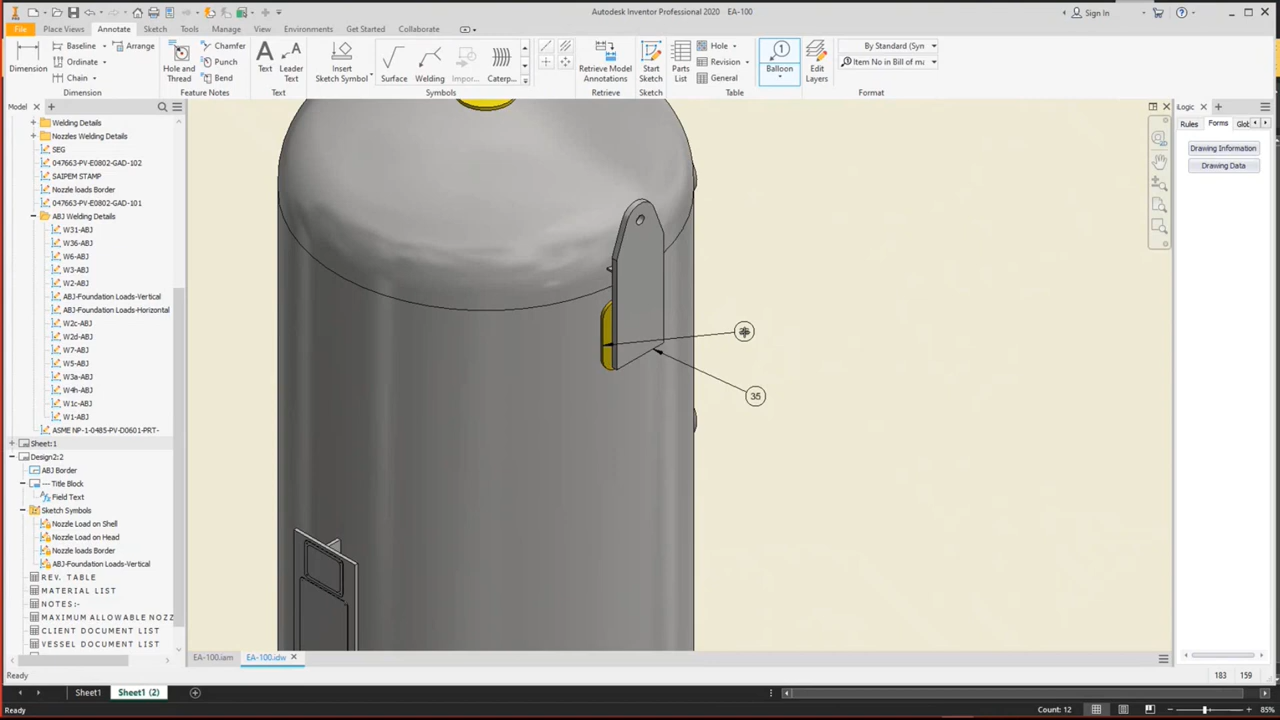 Autodesk Inventor Professional 2020 EA-100
Sign In
File Place Views Annotate Sketch Tools Manage View Environments Get Started Collaborate
Dimension
Baseline
Arrange
Ordinate
Chain
Dimension
Hole and Thread
Chamfer
Punch
Bend
Feature Notes
Text
Leader Text
Text
Insert Sketch Symbol
Surface
Welding
Impor...
Caterp...
Symbols
Retrieve Model Annotations
Retrieve
Start Sketch
Sketch
Parts List
Hole
Revision
General
Table
Balloon
Edit Layers
By Standard (Syn
Item No in Bill of ma
Format
Model
Welding Details
Nozzles Welding Details
SEG
047663-PV-E0802-GAD-102
SAIPEM STAMP
Nozzle loads Border
047663-PV-E0802-GAD-101
ABJ Welding Details
W31-ABJ
W36-ABJ
W6-ABJ
W3-ABJ
W2-ABJ
ABJ-Foundation Loads-Vertical
ABJ-Foundation Loads-Horizontal
W2c-ABJ
W2d-ABJ
W7-ABJ
W5-ABJ
W3a-ABJ
W4h-ABJ
W1c-ABJ
W1-ABJ
ASME NP-1-0485-PV-D0601-PRT-
Sheet:1
Design2:2
ABJ Border
--- Title Block
Field Text
Sketch Symbols
Nozzle Load on Shell
Nozzle Load on Head
Nozzle loads Border
ABJ-Foundation Loads-Vertical
REV. TABLE
MATERIAL LIST
NOTES:-
MAXIMUM ALLOWABLE NOZZ
CLIENT DOCUMENT LIST
VESSEL DOCUMENT LIST
35
iLogic
Rules Forms Glob
Drawing Information
Drawing Data
EA-100.iam EA-100.idw
Ready
183 159
Sheet1 Sheet1 (2)
Ready
Count: 12
85%